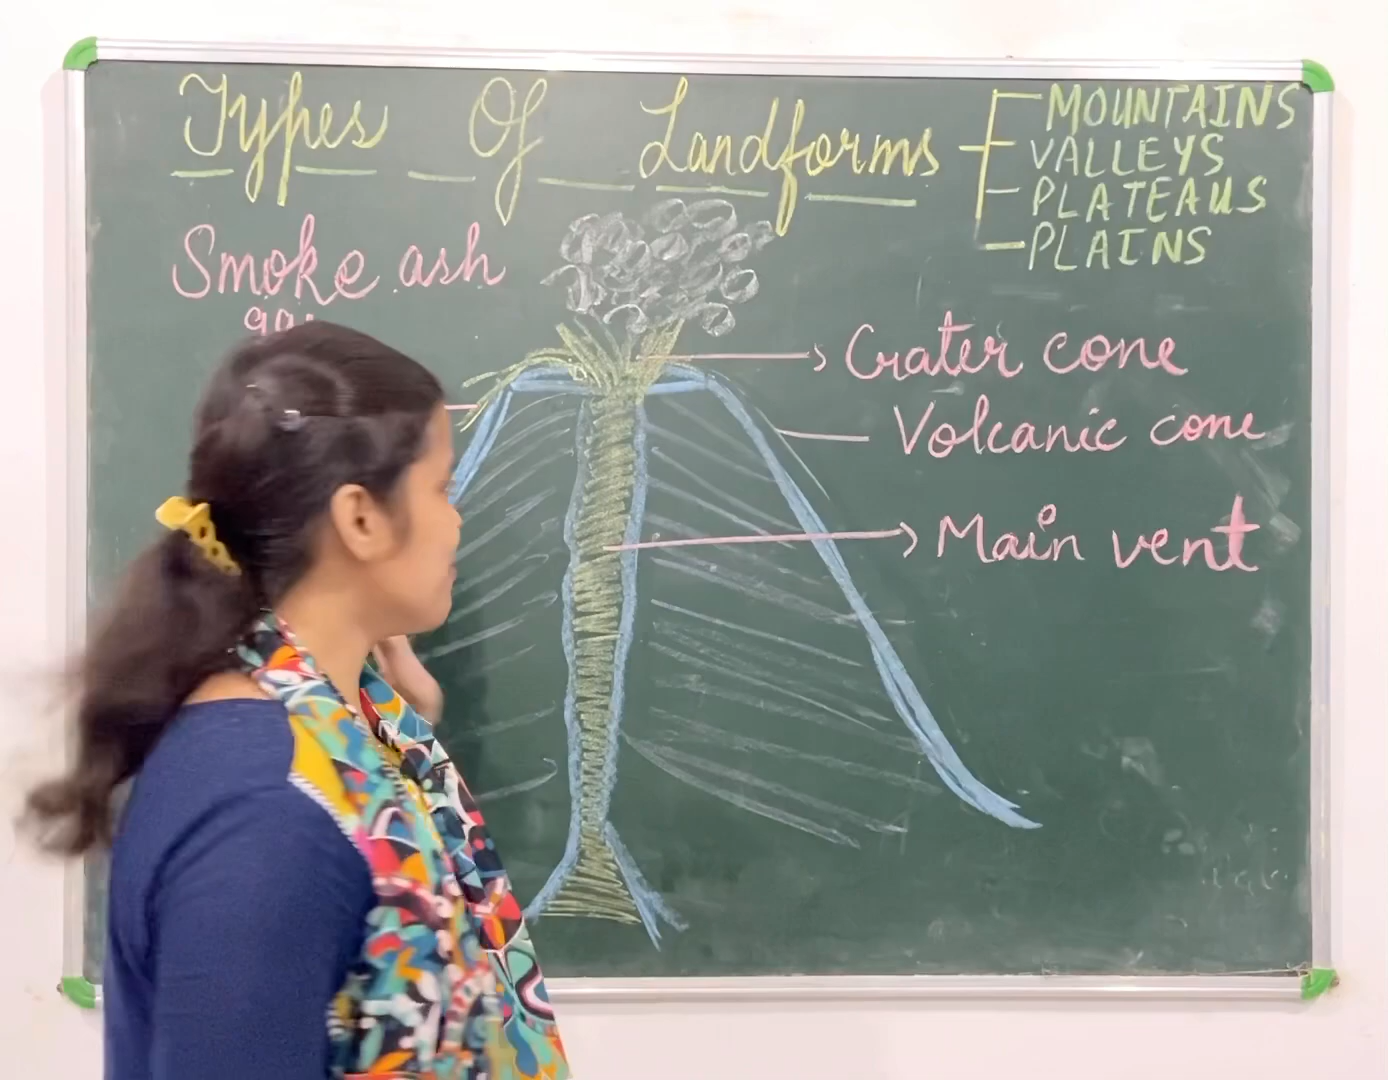 Types Of Landforms
MOUNTAINS
VALLEYS
PLATEAUS
PLAINS
Smoke ash
Crater cone
Volcanic cone
Main vent